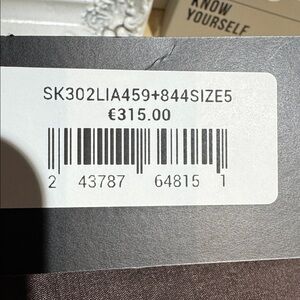 KNOW
YOURSELF
SK302LIA459+844SIZE5
€315.00
2 43787 64815 1